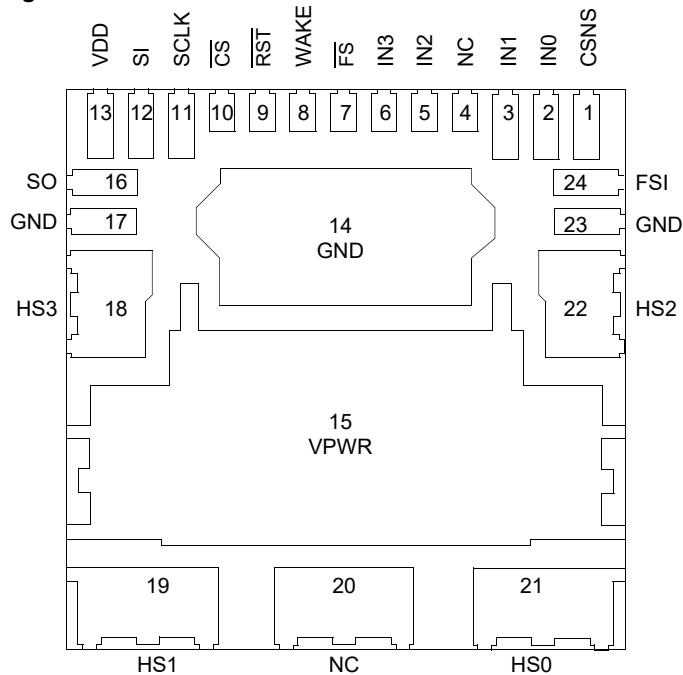 VDD SI SCLK CS RST WAKE FS IN3 IN2 NC IN1 IN0 CSNS
13 12 11 10 9 8 7 6 5 4 3 2 1
SO 16 24 FSI
GND 17 23 GND
14
GND
HS3 18 22 HS2
15
VPWR
19 20 21
HS1 NC HS0